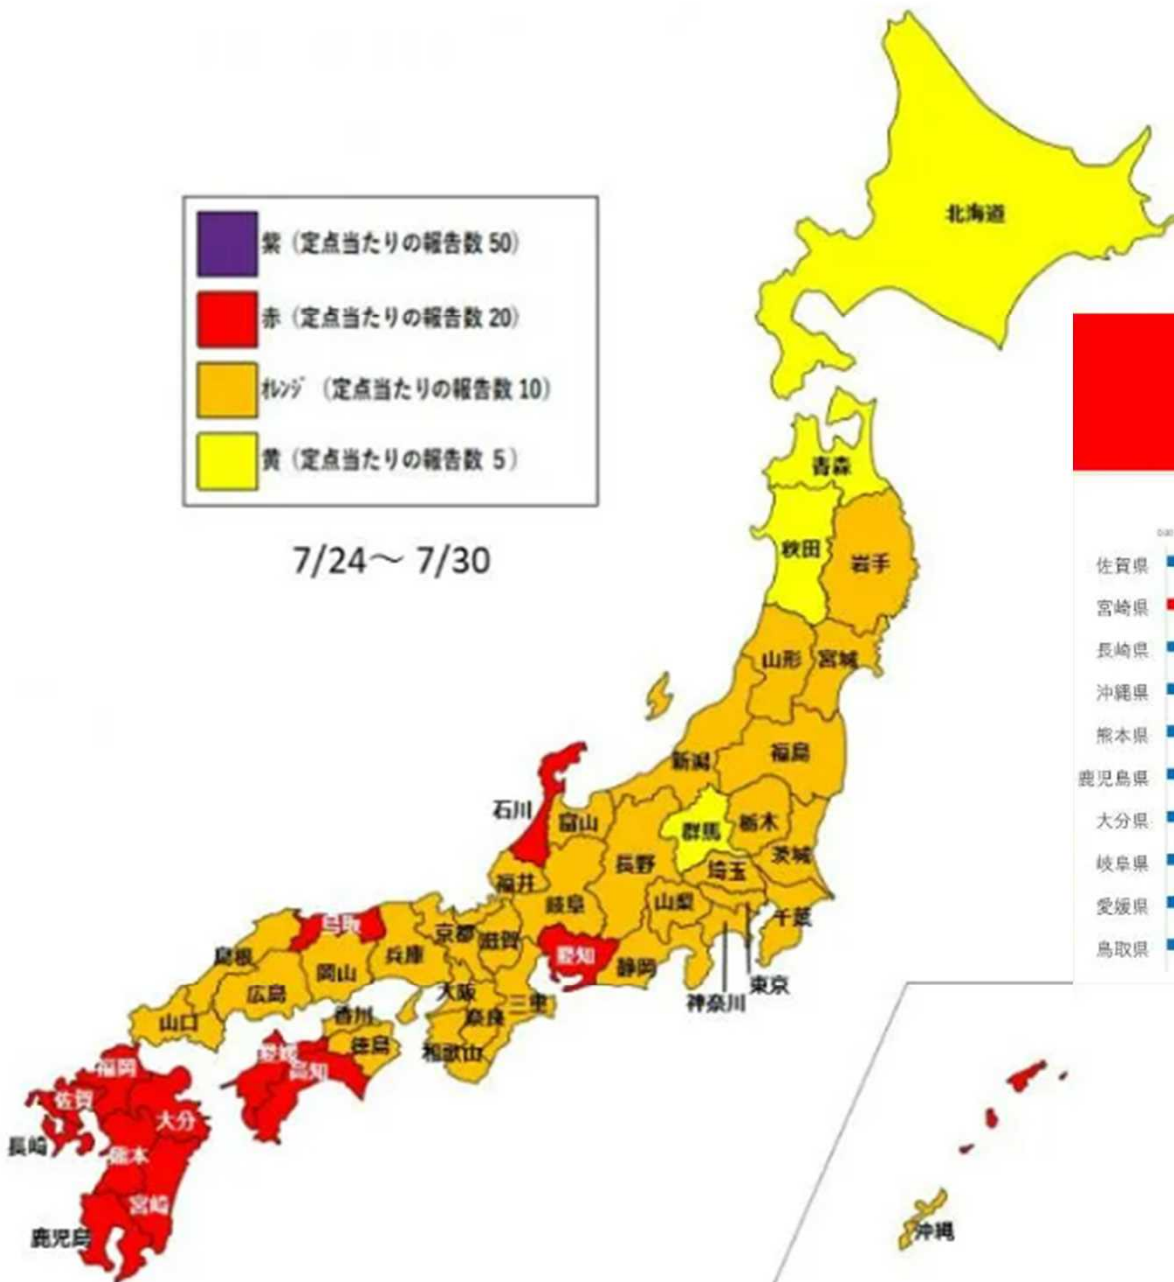 紫（定点当たりの報告数 50）
赤（定点当たりの報告数 20）
ｵﾚﾝｼﾞ（定点当たりの報告数 10）
黄（定点当たりの報告数 5）
7/24～ 7/30
北海道
青森
秋田
岩手
山形
宮城
新潟
福島
石川
富山
群馬
栃木
長野
埼玉
茨城
福井
岐阜
山梨
千葉
鳥取
京都
滋賀
愛知
静岡
島根
岡山
兵庫
東京
神奈川
広島
大阪
三重
奈良
山口
香川
徳島
和歌山
愛媛
高知
福岡
佐賀
大分
長崎
熊本
宮崎
鹿児島
沖縄
佐賀県
宮崎県
長崎県
沖縄県
熊本県
鹿児島県
大分県
岐阜県
愛媛県
鳥取県